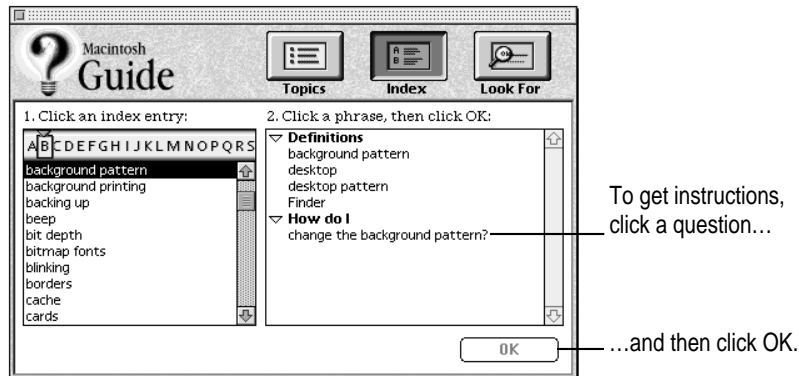 Macintosh
Guide
Topics
Index
Look For
1. Click an index entry:
2. Click a phrase, then click OK:
A B C D E F G H I J K L M N O P Q R S
background pattern
background printing
backing up
beep
bit depth
bitmap fonts
blinking
borders
cache
cards
Definitions
background pattern
desktop
desktop pattern
Finder
How do I
change the background pattern?
OK
To get instructions,
click a question…
…and then click OK.